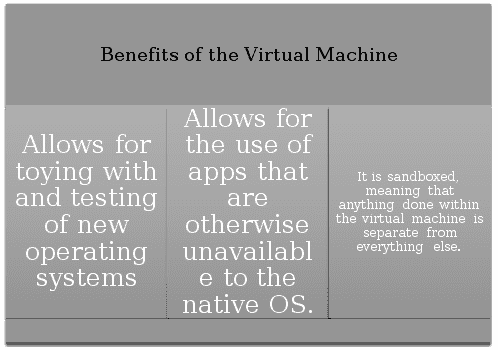 Benefits of the Virtual Machine
Allows for
toying with
and testing
of new
operating
systems
Allows for
the use of
apps that
are
otherwise
unavailabl
e to the
native OS.
It is sandboxed,
meaning that
anything done within
the virtual machine is
separate from
everything else.